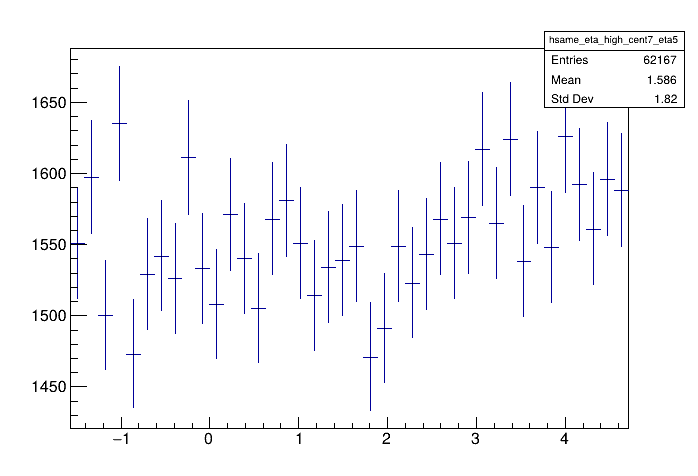 hsame_eta_high_cent7_eta5
Entries 62167
Mean 1.586
Std Dev 1.82
1650
1600
1550
1500
1450
−1 0 1 2 3 4